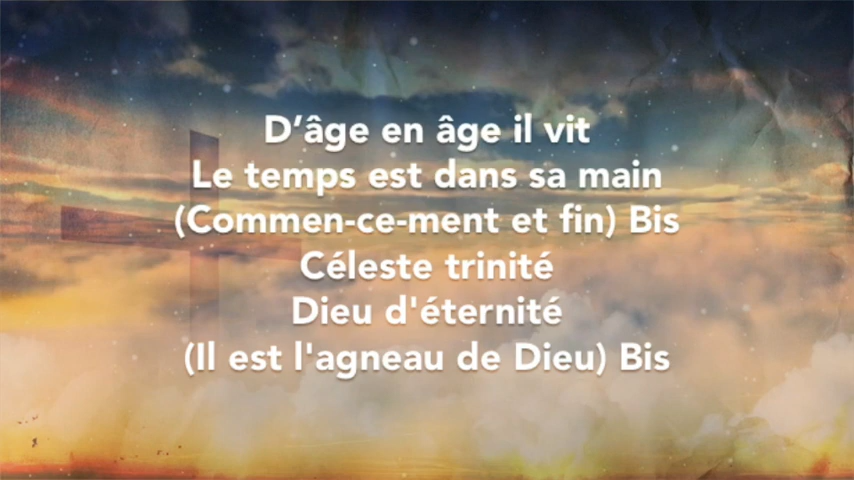 D’âge en âge il vit
Le temps est dans sa main
(Commen-ce-ment et fin) Bis
Céleste trinité
Dieu d'éternité
(Il est l'agneau de Dieu) Bis